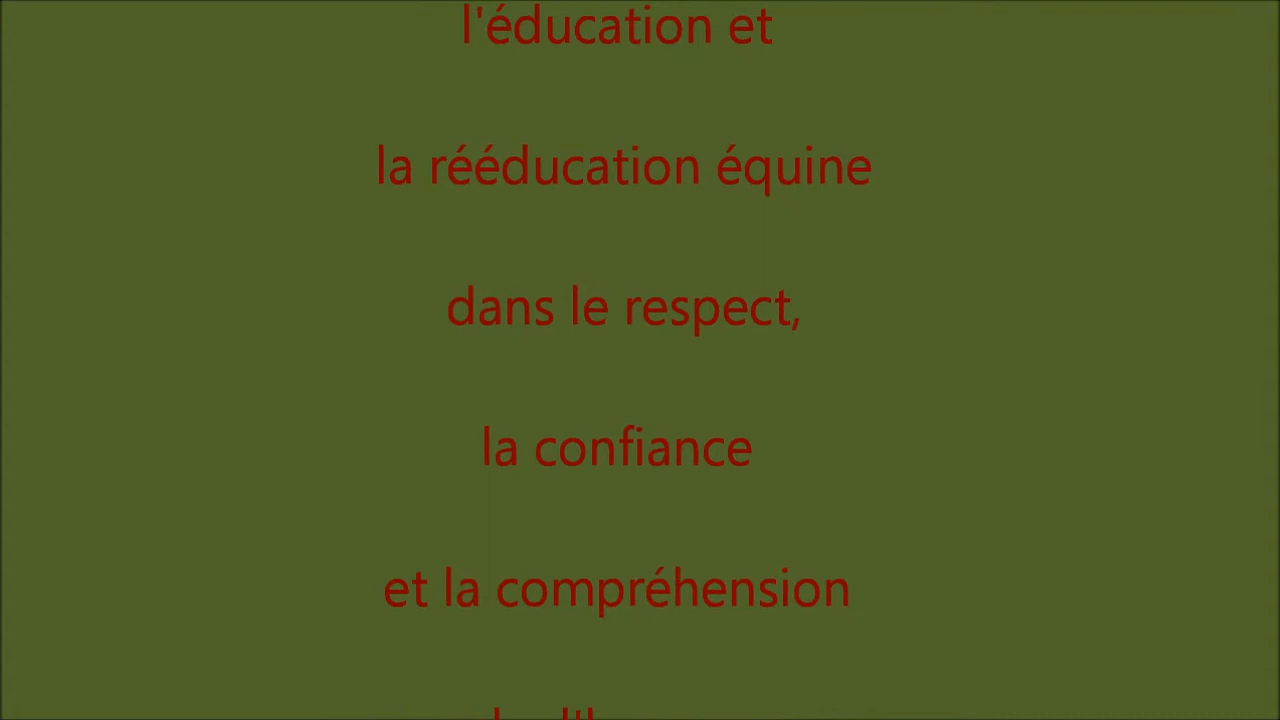 l'éducation et
la rééducation équine
dans le respect,
la confiance
et la compréhension